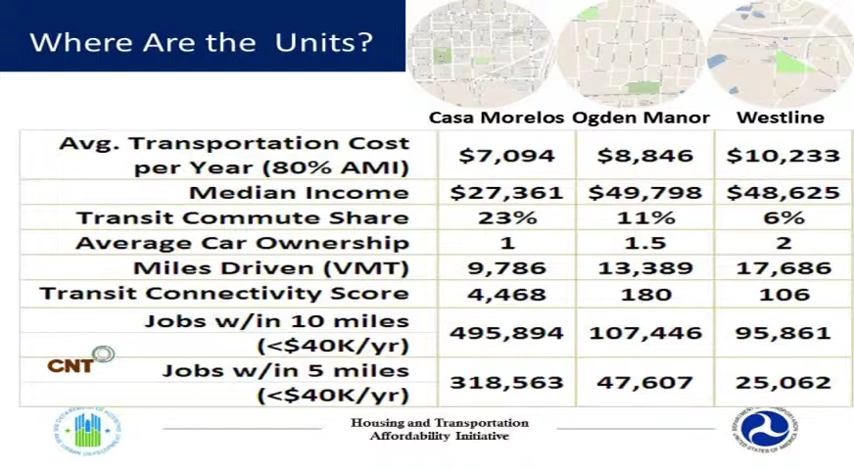 Where Are the Units?
Casa Morelos Ogden Manor Westline
Avg. Transportation Cost
per Year (80% AMI) $7,094 $8,846 $10,233
Median Income $27,361 $49,798 $48,625
Transit Commute Share 23% 11% 6%
Average Car Ownership 1 1.5 2
Miles Driven (VMT) 9,786 13,389 17,686
Transit Connectivity Score 4,468 180 106
Jobs w/in 10 miles
(<$40K/yr) 495,894 107,446 95,861
CNT
Jobs w/in 5 miles
(<$40K/yr) 318,563 47,607 25,062
Housing and Transportation
Affordability Initiative